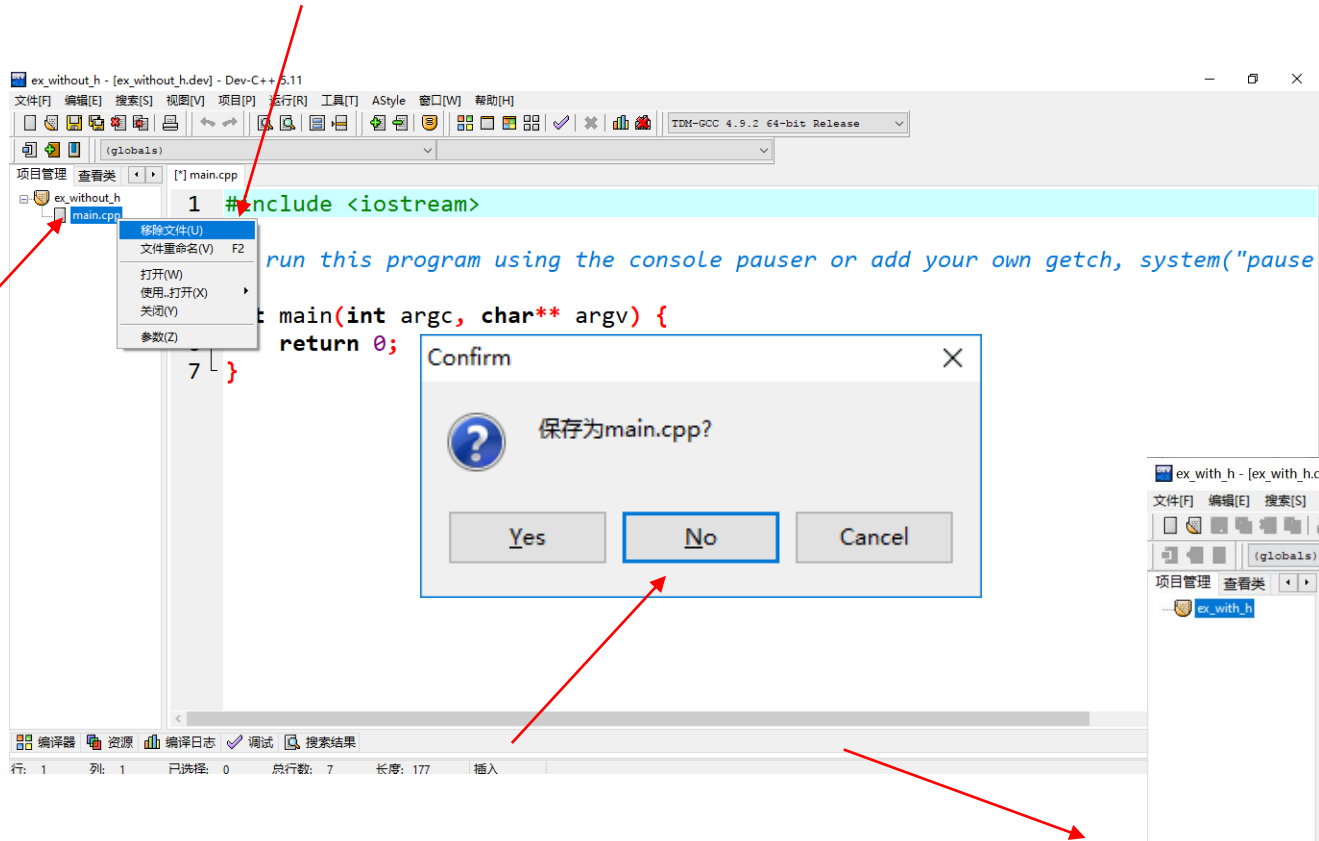 ex_without_h - [ex_without_h.dev] - Dev-C++ 5.11
文件[F] 编辑[E] 搜索[S] 视图[V] 项目[P] 运行[R] 工具[T] AStyle 窗口[W] 帮助[H]
TDM-GCC 4.9.2 64-bit Release
(globals)
项目管理 查看类 [*] main.cpp
ex_without_h
main.cpp
移除文件(U)
文件重命名(V) F2
打开(W)
使用..打开(X)
关闭(Y)
参数(Z)
1 #include <iostream>
run this program using the console pauser or add your own getch, system("pause
main(int argc, char** argv) {
return 0;
7 }
Confirm
保存为main.cpp?
Yes No Cancel
ex_with_h - [ex_with_h.
文件[F] 编辑[E] 搜索[S]
(globals)
项目管理 查看类
ex_with_h
编译器 资源 编译日志 调试 搜索结果
行: 1 列: 1 已选择: 0 总行数: 7 长度: 177 插入